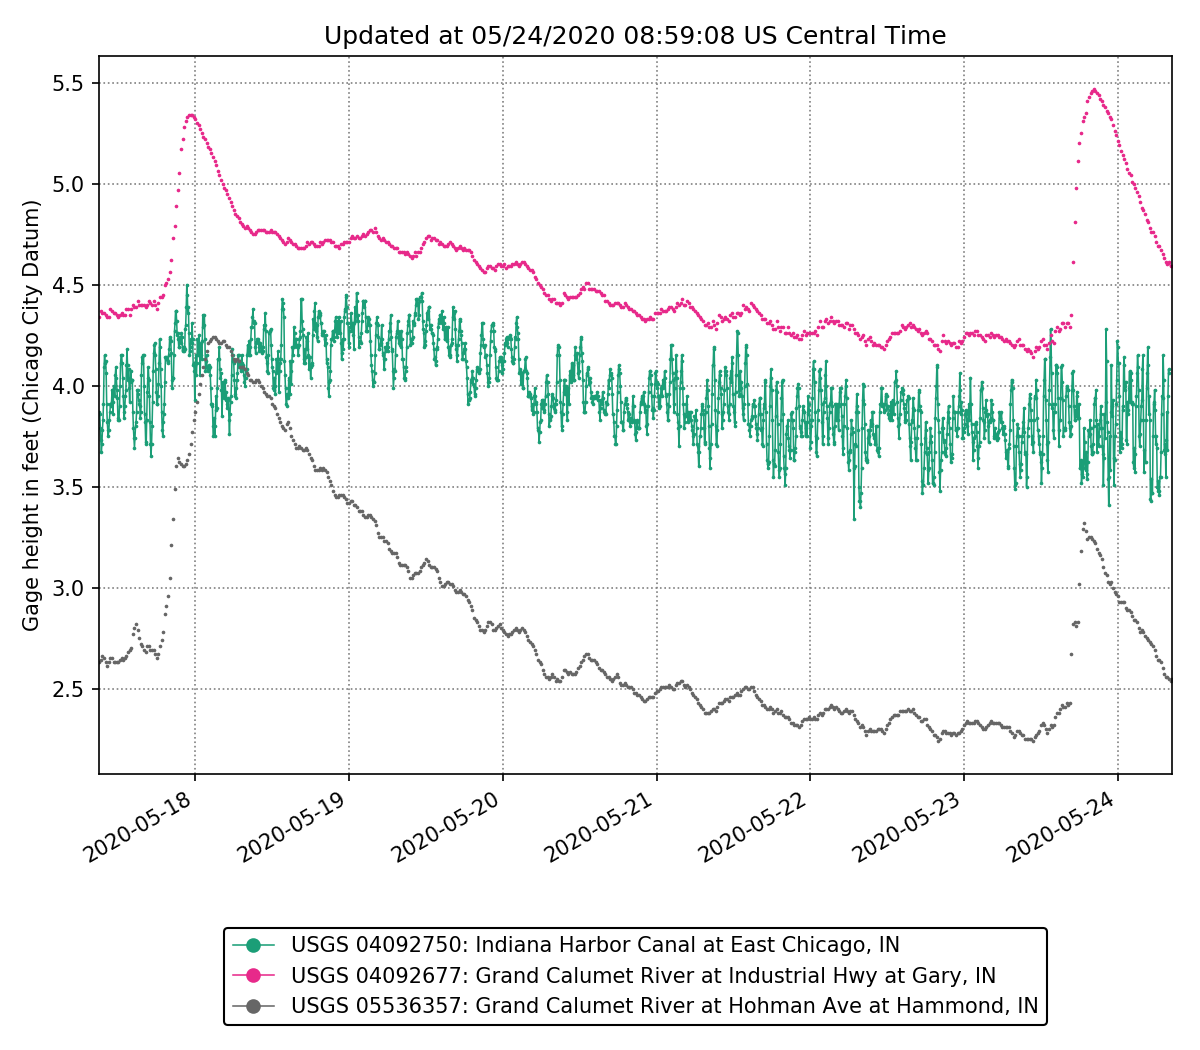 Updated at 05/24/2020 08:59:08 US Central Time
Gage height in feet (Chicago City Datum)
5.5
5.0
4.5
4.0
3.5
3.0
2.5
2020-05-18
2020-05-19
2020-05-20
2020-05-21
2020-05-22
2020-05-23
2020-05-24
USGS 04092750: Indiana Harbor Canal at East Chicago, IN
USGS 04092677: Grand Calumet River at Industrial Hwy at Gary, IN
USGS 05536357: Grand Calumet River at Hohman Ave at Hammond, IN